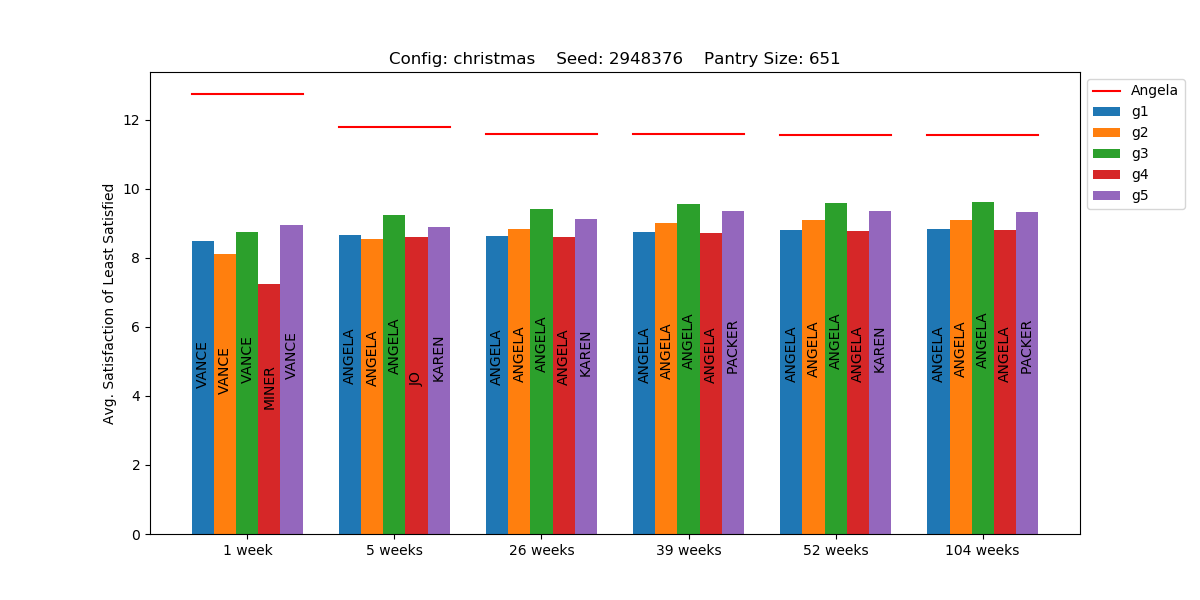 Config: christmas    Seed: 2948376    Pantry Size: 651
Avg. Satisfaction of Least Satisfied
12
10
8
6
4
2
0
VANCE VANCE VANCE MINER VANCE
ANGELA ANGELA ANGELA JO KAREN
ANGELA ANGELA ANGELA ANGELA KAREN
ANGELA ANGELA ANGELA ANGELA PACKER
ANGELA ANGELA ANGELA ANGELA KAREN
ANGELA ANGELA ANGELA ANGELA PACKER
1 week 5 weeks 26 weeks 39 weeks 52 weeks 104 weeks
Angela
g1
g2
g3
g4
g5